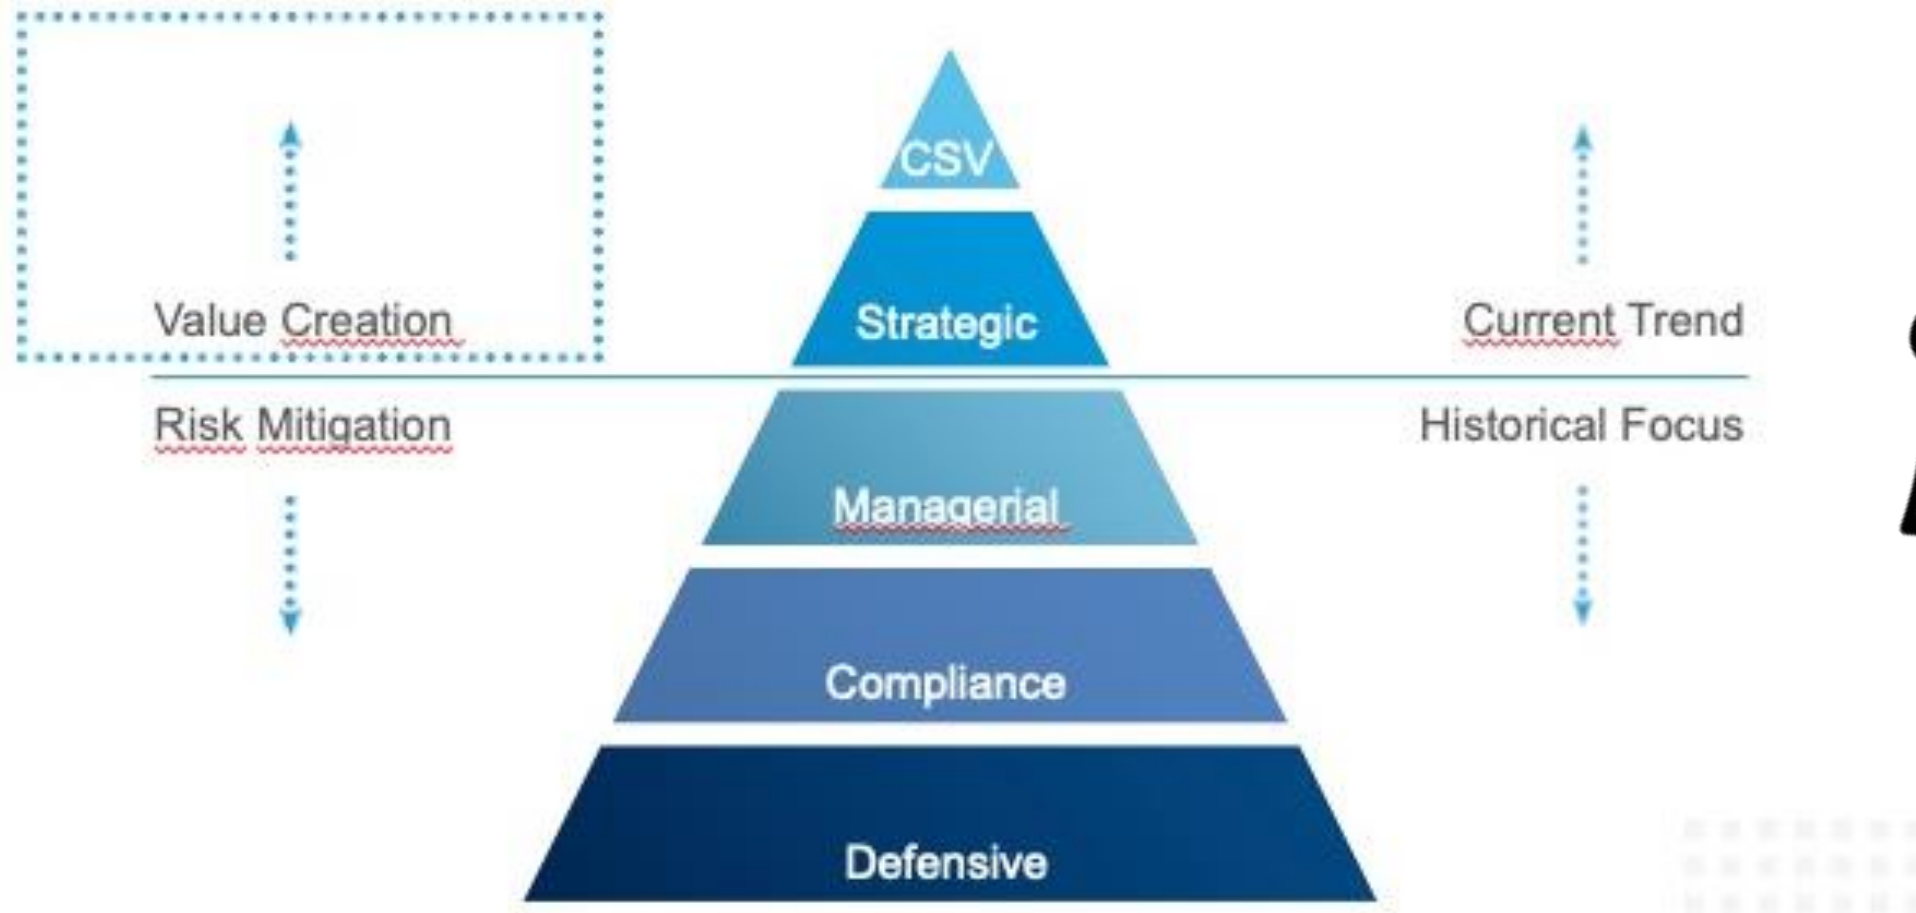 CSV
Strategic
Value Creation
Current Trend
Risk Mitigation
Historical Focus
Managerial
Compliance
Defensive